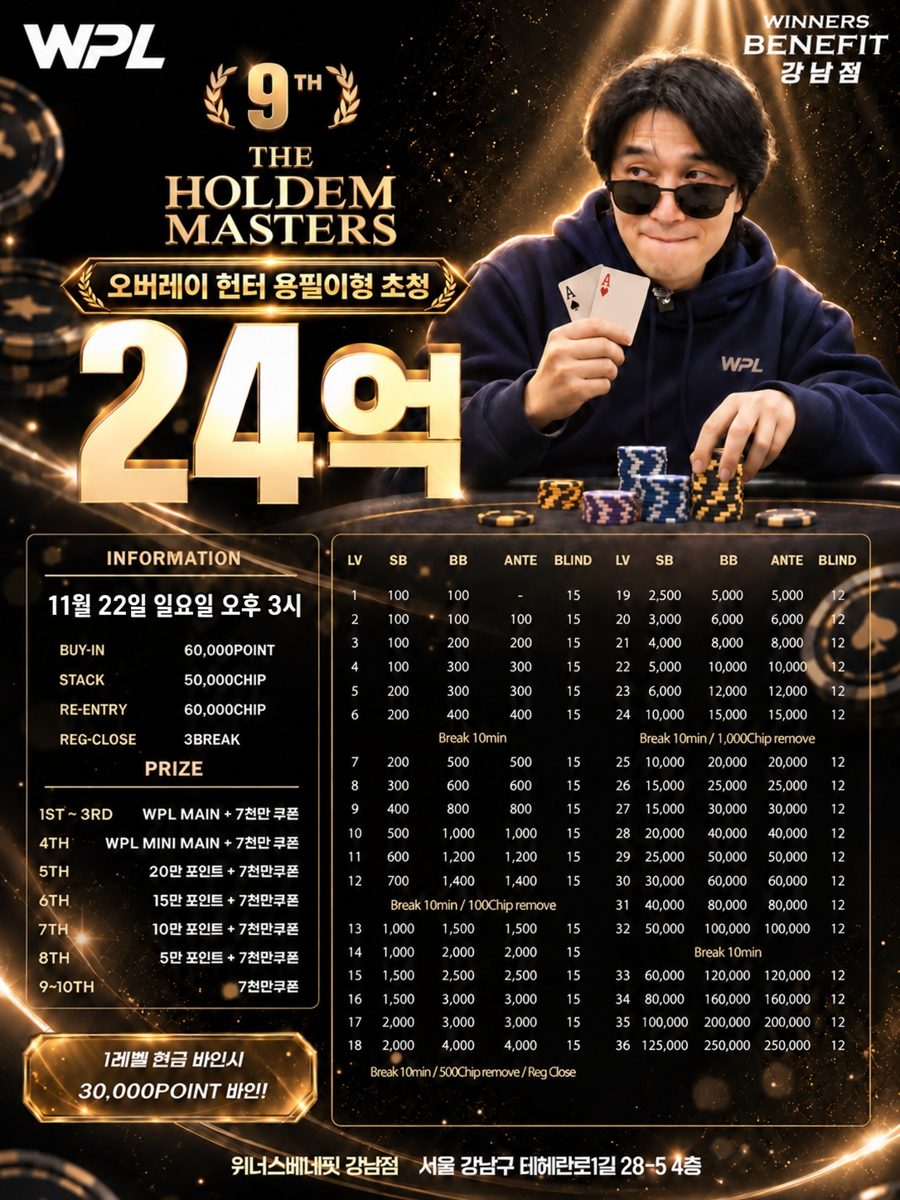 WPL
WINNERS
BENEFIT
강남점
9TH
THE
HOLDEM
MASTERS
오버레이 헌터 용필이형 초청
24억
A
A
WPL
INFORMATION
11월 22일 일요일 오후 3시
BUY-IN 60,000POINT
STACK 50,000CHIP
RE-ENTRY 60,000CHIP
REG-CLOSE 3BREAK
PRIZE
1ST ~ 3RD WPL MAIN + 7천만 쿠폰
4TH WPL MINI MAIN + 7천만 쿠폰
5TH 20만 포인트 + 7천만쿠폰
6TH 15만 포인트 + 7천만쿠폰
7TH 10만 포인트 + 7천만쿠폰
8TH 5만 포인트 + 7천만쿠폰
9~10TH 7천만쿠폰
1레벨 현금 바인시
30,000POINT 바인!
LV SB BB ANTE BLIND
1 100 100 - 15
2 100 100 100 15
3 100 200 200 15
4 100 300 300 15
5 200 300 300 15
6 200 400 400 15
Break 10min
7 200 500 500 15
8 300 600 600 15
9 400 800 800 15
10 500 1,000 1,000 15
11 600 1,200 1,200 15
12 700 1,400 1,400 15
Break 10min / 100Chip remove
13 1,000 1,500 1,500 15
14 1,000 2,000 2,000 15
15 1,500 2,500 2,500 15
16 1,500 3,000 3,000 15
17 2,000 3,000 3,000 15
18 2,000 4,000 4,000 15
Break 10min / 500Chip remove / Reg Close
LV SB BB ANTE BLIND
19 2,500 5,000 5,000 12
20 3,000 6,000 6,000 12
21 4,000 8,000 8,000 12
22 5,000 10,000 10,000 12
23 6,000 12,000 12,000 12
24 10,000 15,000 15,000 12
Break 10min / 1,000Chip remove
25 10,000 20,000 20,000 12
26 15,000 25,000 25,000 12
27 15,000 30,000 30,000 12
28 20,000 40,000 40,000 12
29 25,000 50,000 50,000 12
30 30,000 60,000 60,000 12
31 40,000 80,000 80,000 12
32 50,000 100,000 100,000 12
Break 10min
33 60,000 120,000 120,000 12
34 80,000 160,000 160,000 12
35 100,000 200,000 200,000 12
36 125,000 250,000 250,000 12
위너스베네핏 강남점 서울 강남구 테헤란로1길 28-5 4층